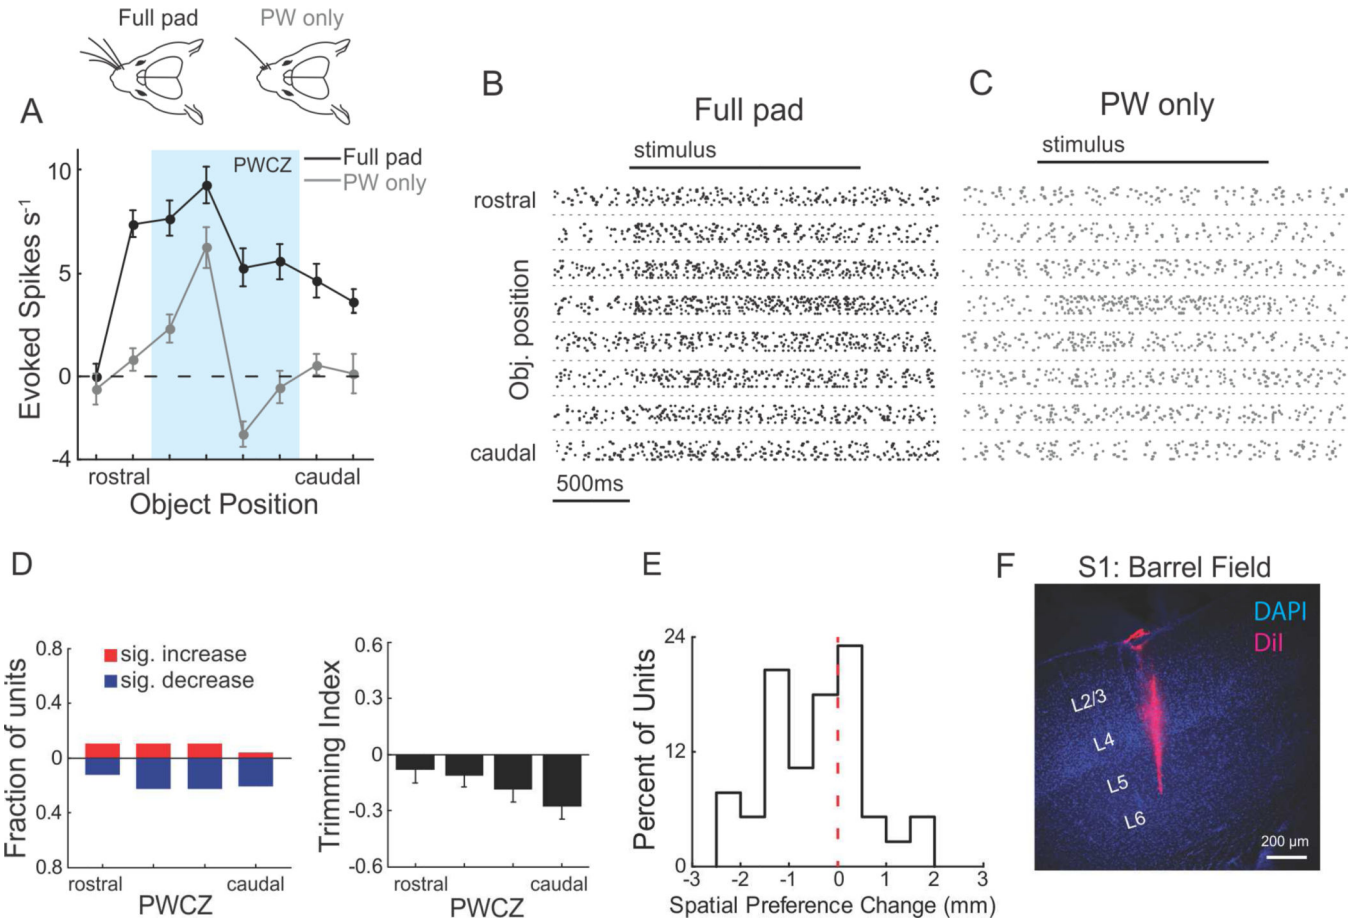 Full pad
PW only
A
PWCZ
Full pad
PW only
10
5
0
-4
Evoked Spikes s⁻¹
rostral
caudal
Object Position
B
Full pad
stimulus
rostral
Obj. position
caudal
500ms
C
PW only
stimulus
D
0.8
0.4
0
0.4
0.8
Fraction of units
sig. increase
sig. decrease
rostral
caudal
PWCZ
0.6
0.3
0
-0.3
-0.6
Trimming Index
rostral
caudal
PWCZ
E
24
12
0
Percent of Units
-3
-2
-1
0
1
2
3
Spatial Preference Change (mm)
F
S1: Barrel Field
DAPI
DiI
L2/3
L4
L5
L6
200 µm